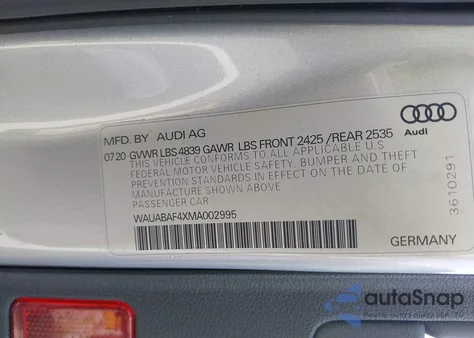 MFD. BY AUDI AG
0720 GVWR LBS 4839 GAWR LBS FRONT 2425 /REAR 2535
THIS VEHICLE CONFORMS TO ALL APPLICABLE U S
FEDERAL MOTOR VEHICLE SAFETY. BUMPER AND THEFT
PREVENTION STANDARDS IN EFFECT ON THE DATE OF
MANUFACTURE SHOWN ABOVE.
PASSENGER CAR
WAUABAF4XMA002995
Audi
3610291
GERMANY
autoSnap